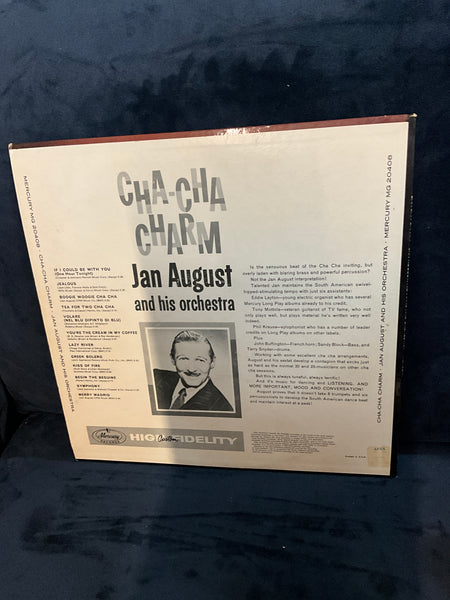 CHA-CHA
CHARM
Jan August
and his orchestra
IF I COULD BE WITH YOU
(One Hour Tonight)
JEALOUS
BOOGIE WOOGIE CHA CHA
TEA FOR TWO CHA CHA
VOLARE
(NEL BLU DIPINTO DI BLU)
YOU'RE THE CREAM IN MY COFFEE
LAZY RIVER
GREEK BOLERO
KISS OF FIRE
BEGIN THE BEGUINE
SYMPHONY
MERRY MADRID
Is the sensuous beat of the Cha Cha inviting, but
overly laden with blaring brass and powerful percussion?
Not the Jan August interpretation!
Talented Jan maintains the South American swivel-
hipped-stimulating tempo with just six assistants.
Eddie Layton—young electric organist who has several
Mercury Long Play albums already to his credit.
Tony Mottola—veteran guitarist of TV fame, who not
only plays well, but plays material he's written very well
indeed.
Phil Krause—xylophonist who has a number of leader
credits on Long Play albums on other labels.
Plus
John Buffington—French horn; Sandy Block—Bass, and
Terry Snyder—drums.
Working with some excellent cha cha arrangements,
August and his sextet develop a contagion that excites just
as hard as the normal 20 and 25-musicians on other cha
cha sessions.
But this is always tuneful, always tasteful!
And it's music for dancing and LISTENING. AND
MORE IMPORTANT, MOOD AND CONVERSATION!
August proves that it doesn't take 6 trumpets and six
percussionists to develop the South American dance beat
and maintain interest at a peak!
Mercury
RECORDS
Custom
HIGH FIDELITY
MERCURY MG 20408 · CHA-CHA CHARM · JAN AUGUST AND HIS ORCHESTRA
CHA-CHA CHARM · JAN AUGUST AND HIS ORCHESTRA · MERCURY MG 20408